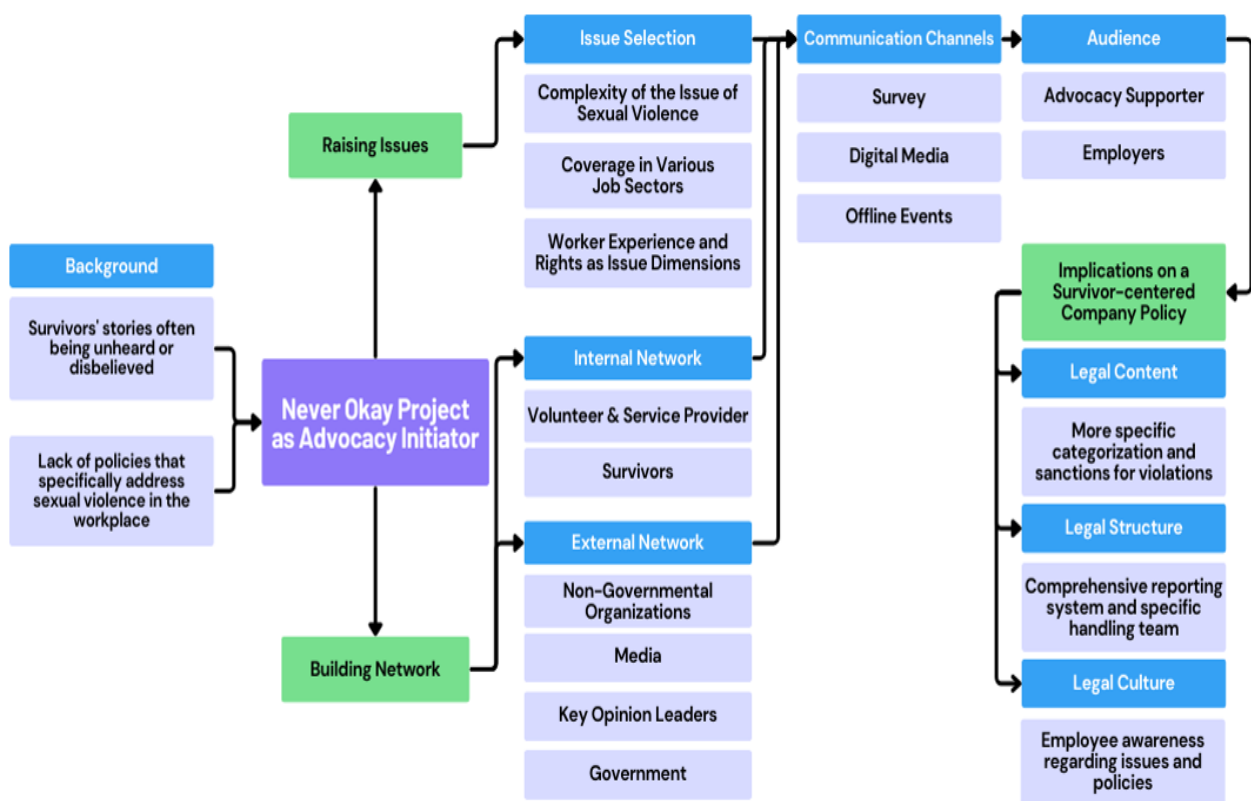 Background
Survivors' stories often
being unheard or
disbelieved
Lack of policies that
specifically address
sexual violence in the
workplace
Never Okay Project
as Advocacy Initiator
Raising Issues
Building Network
Issue Selection
Complexity of the Issue of
Sexual Violence
Coverage in Various
Job Sectors
Worker Experience and
Rights as Issue Dimensions
Internal Network
Volunteer & Service Provider
Survivors
External Network
Non-Governmental
Organizations
Media
Key Opinion Leaders
Government
Communication Channels
Survey
Digital Media
Offline Events
Audience
Advocacy Supporter
Employers
Implications on a
Survivor-centered
Company Policy
Legal Content
More specific
categorization and
sanctions for violations
Legal Structure
Comprehensive reporting
system and specific
handling team
Legal Culture
Employee awareness
regarding issues and
policies